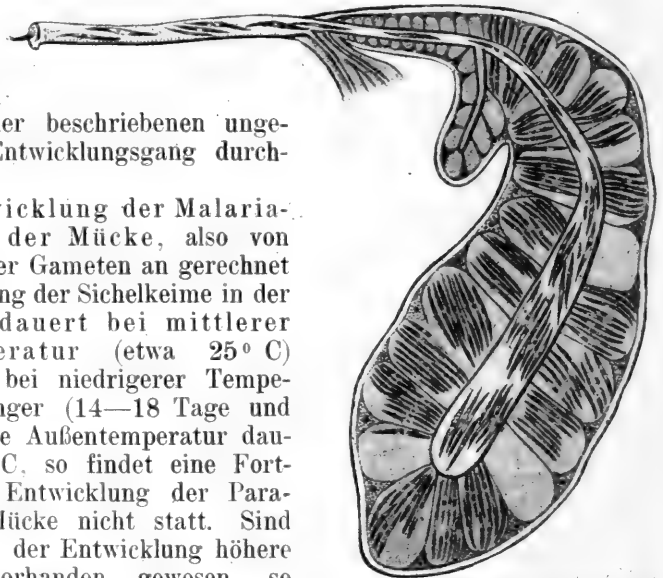 er beschriebenen unge-
Entwicklungsgang durch-
icklung der Malaria-
der Mücke, also von
er Gameten an gerechnet
ng der Sichelkeime in der
dauert bei mittlerer
eratur (etwa 25° C)
bei niedrigerer Tempe-
nger (14—18 Tage und
e Außentemperatur dau-
C, so findet eine Fort-
Entwicklung der Para-
Mücke nicht statt. Sind
der Entwicklung höhere
vorhanden gewesen, so